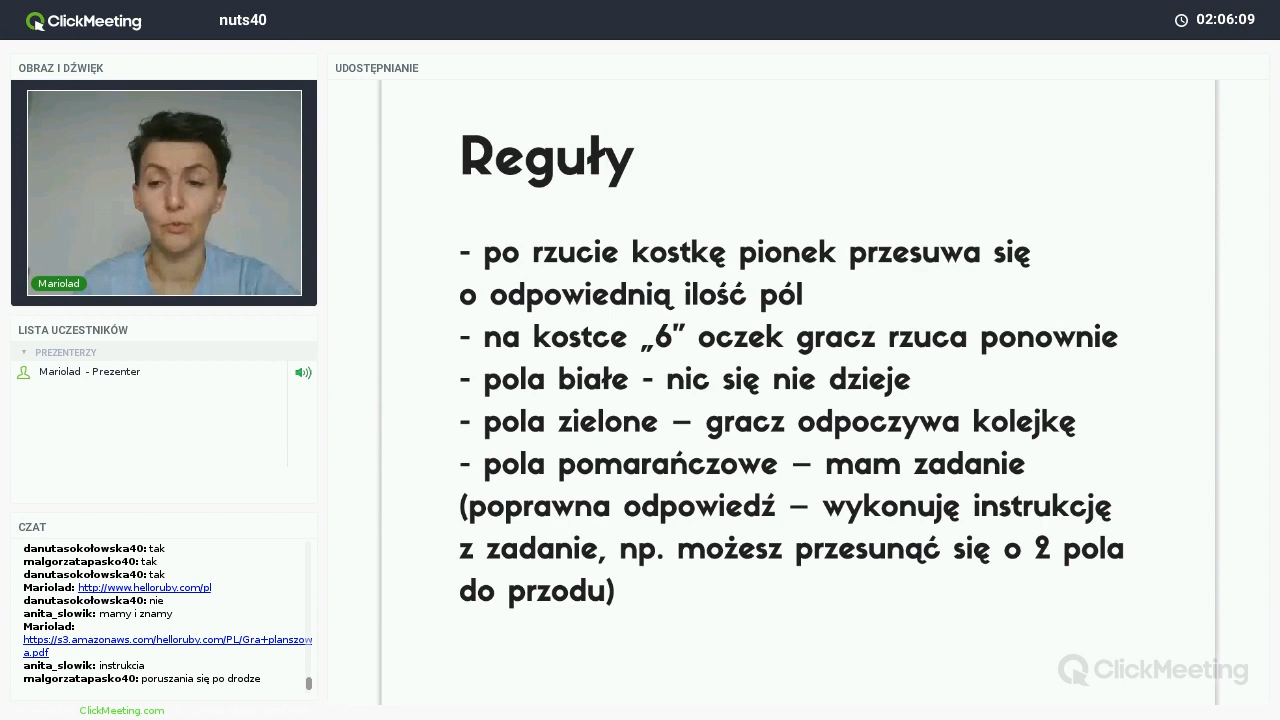 ClickMeeting
nuts40
02:06:09
OBRAZ I DŹWIĘK
Mariolad
LISTA UCZESTNIKÓW
PREZENTERZY
Mariolad - Prezenter
CZAT
danutasokołowska40: tak
malgorzatapasko40: tak
danutasokołowska40: tak
Mariolad: http://www.helloruby.com/pl
danutasokołowska40: nie
anita_slowik: mamy i znamy
Mariolad:
https://s3.amazonaws.com/helloruby.com/PL/Gra+planszow
a.pdf
anita_slowik: instrukcia
malgorzatapasko40: poruszania się po drodze
ClickMeeting.com
UDOSTĘPNIANIE
Reguły
- po rzucie kostkę pionek przesuwa się
o odpowiednią ilość pól
- na kostce „6” oczek gracz rzuca ponownie
- pola białe - nic się nie dzieje
- pola zielone – gracz odpoczywa kolejkę
- pola pomarańczowe – mam zadanie
(poprawna odpowiedź – wykonuję instrukcję
z zadanie, np. możesz przesunąć się o 2 pola
do przodu)
ClickMeeting